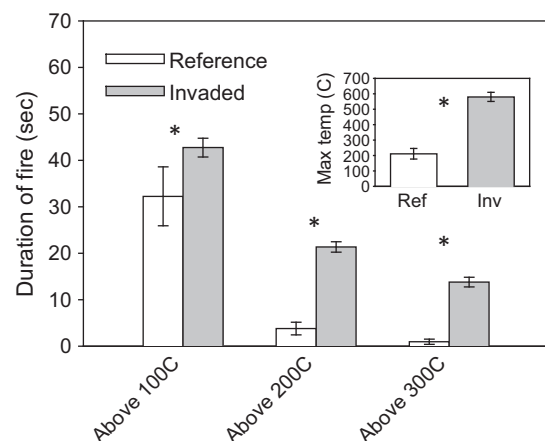 70
60
50
40
30
20
10
0
Duration of fire (sec)
Reference
Invaded
*
*
*
Above 100C
Above 200C
Above 300C
700
600
500
400
300
200
100
0
Max temp (C)
*
Ref
Inv